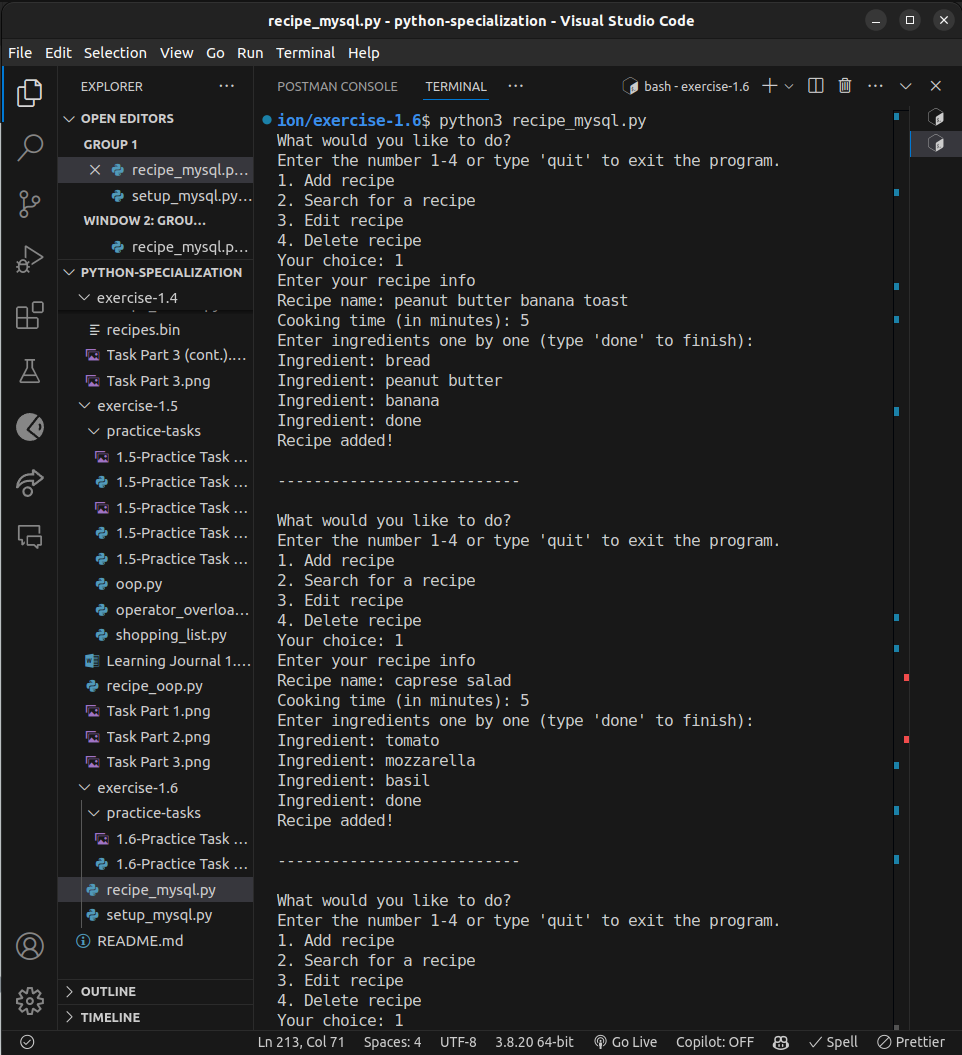 recipe_mysql.py - python-specialization - Visual Studio Code
File Edit Selection View Go Run Terminal Help
EXPLORER
OPEN EDITORS
GROUP 1
recipe_mysql.p...
setup_mysql.py...
WINDOW 2: GROU...
recipe_mysql.p...
PYTHON-SPECIALIZATION
exercise-1.4
recipes.bin
Task Part 3 (cont.)....
Task Part 3.png
exercise-1.5
practice-tasks
1.5-Practice Task ...
1.5-Practice Task ...
1.5-Practice Task ...
1.5-Practice Task ...
1.5-Practice Task ...
oop.py
operator_overloa...
shopping_list.py
Learning Journal 1....
recipe_oop.py
Task Part 1.png
Task Part 2.png
Task Part 3.png
exercise-1.6
practice-tasks
1.6-Practice Task ...
1.6-Practice Task ...
recipe_mysql.py
setup_mysql.py
README.md
OUTLINE
TIMELINE
POSTMAN CONSOLE TERMINAL ... bash - exercise-1.6
ion/exercise-1.6$ python3 recipe_mysql.py
What would you like to do?
Enter the number 1-4 or type 'quit' to exit the program.
1. Add recipe
2. Search for a recipe
3. Edit recipe
4. Delete recipe
Your choice: 1
Enter your recipe info
Recipe name: peanut butter banana toast
Cooking time (in minutes): 5
Enter ingredients one by one (type 'done' to finish):
Ingredient: bread
Ingredient: peanut butter
Ingredient: banana
Ingredient: done
Recipe added!
---------------------------
What would you like to do?
Enter the number 1-4 or type 'quit' to exit the program.
1. Add recipe
2. Search for a recipe
3. Edit recipe
4. Delete recipe
Your choice: 1
Enter your recipe info
Recipe name: caprese salad
Cooking time (in minutes): 5
Enter ingredients one by one (type 'done' to finish):
Ingredient: tomato
Ingredient: mozzarella
Ingredient: basil
Ingredient: done
Recipe added!
---------------------------
What would you like to do?
Enter the number 1-4 or type 'quit' to exit the program.
1. Add recipe
2. Search for a recipe
3. Edit recipe
4. Delete recipe
Your choice: 1
Ln 213, Col 71 Spaces: 4 UTF-8 3.8.20 64-bit Go Live Copilot: OFF Spell Prettier